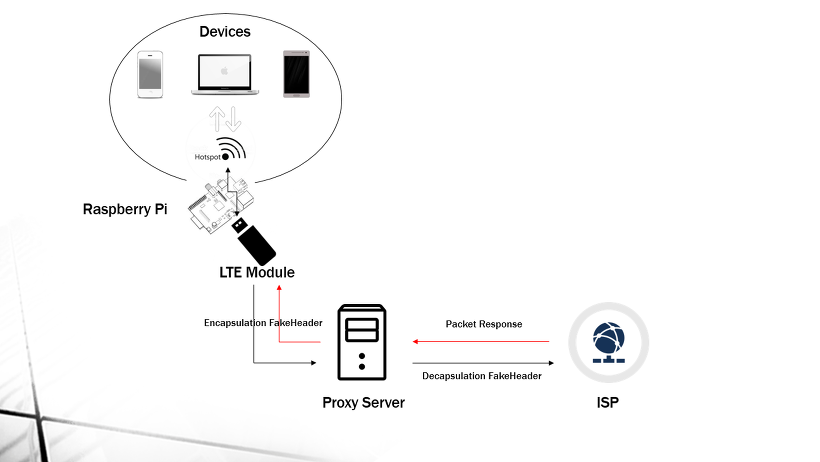 Devices
Hotspot
Raspberry Pi
LTE Module
Encapsulation FakeHeader
Packet Response
Decapsulation FakeHeader
Proxy Server
ISP